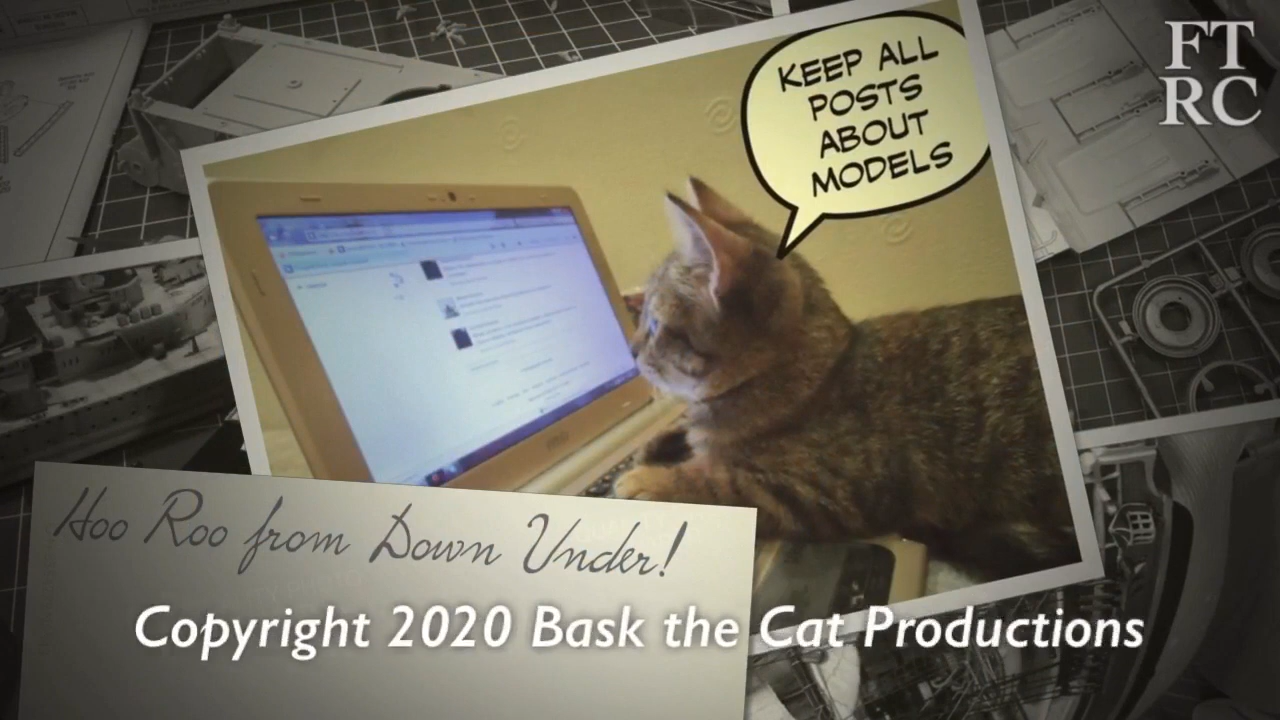 FT
RC
KEEP ALL
POSTS
ABOUT
MODELS
Hoo Roo from Down Under!
Copyright 2020 Bask the Cat Productions